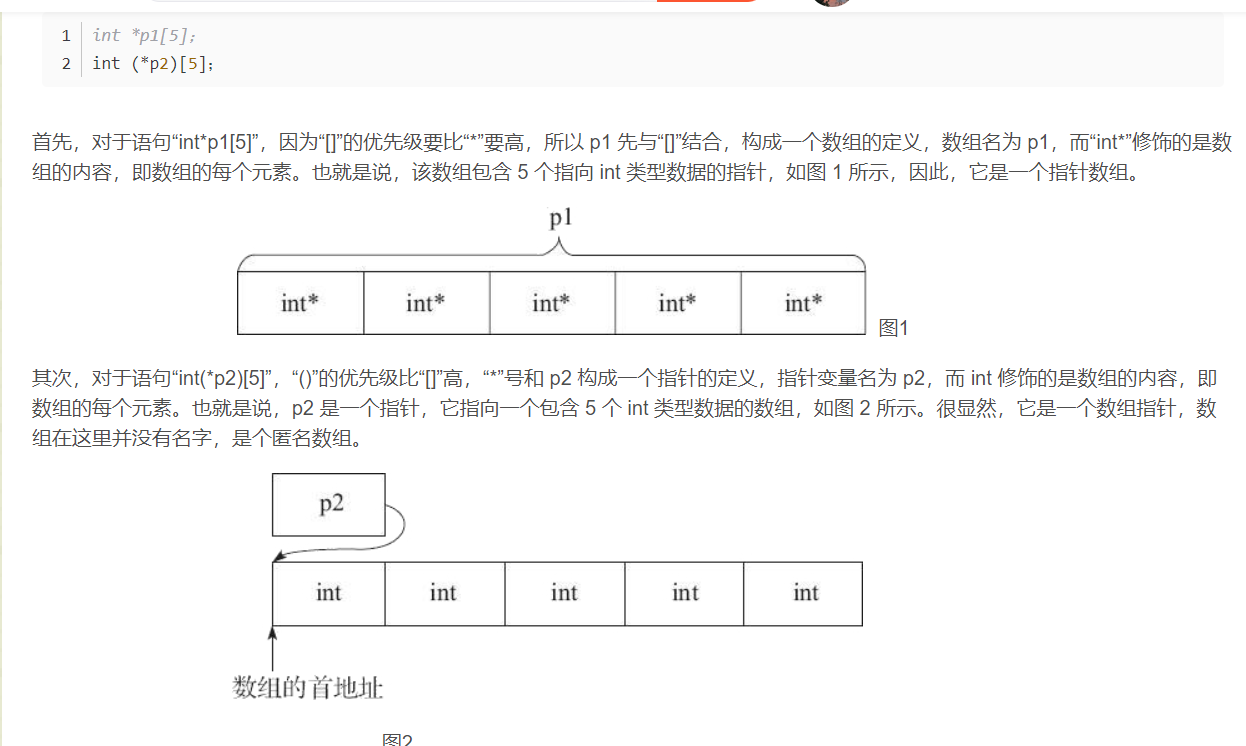 1 int *p1[5];
2 int (*p2)[5];
首先，对于语句“int*p1[5]”，因为“[]”的优先级要比“*”要高，所以 p1 先与“[]”结合，构成一个数组的定义，数组名为 p1，而“int*”修饰的是数
组的内容，即数组的每个元素。也就是说，该数组包含 5 个指向 int 类型数据的指针，如图 1 所示，因此，它是一个指针数组。
p1
int* int* int* int* int*
图1
其次，对于语句“int(*p2)[5]”，“()”的优先级比“[]”高，“*”号和 p2 构成一个指针的定义，指针变量名为 p2，而 int 修饰的是数组的内容，即
数组的每个元素。也就是说，p2 是一个指针，它指向一个包含 5 个 int 类型数据的数组，如图 2 所示。很显然，它是一个数组指针，数
组在这里并没有名字，是个匿名数组。
p2
int int int int int
数组的首地址
图2